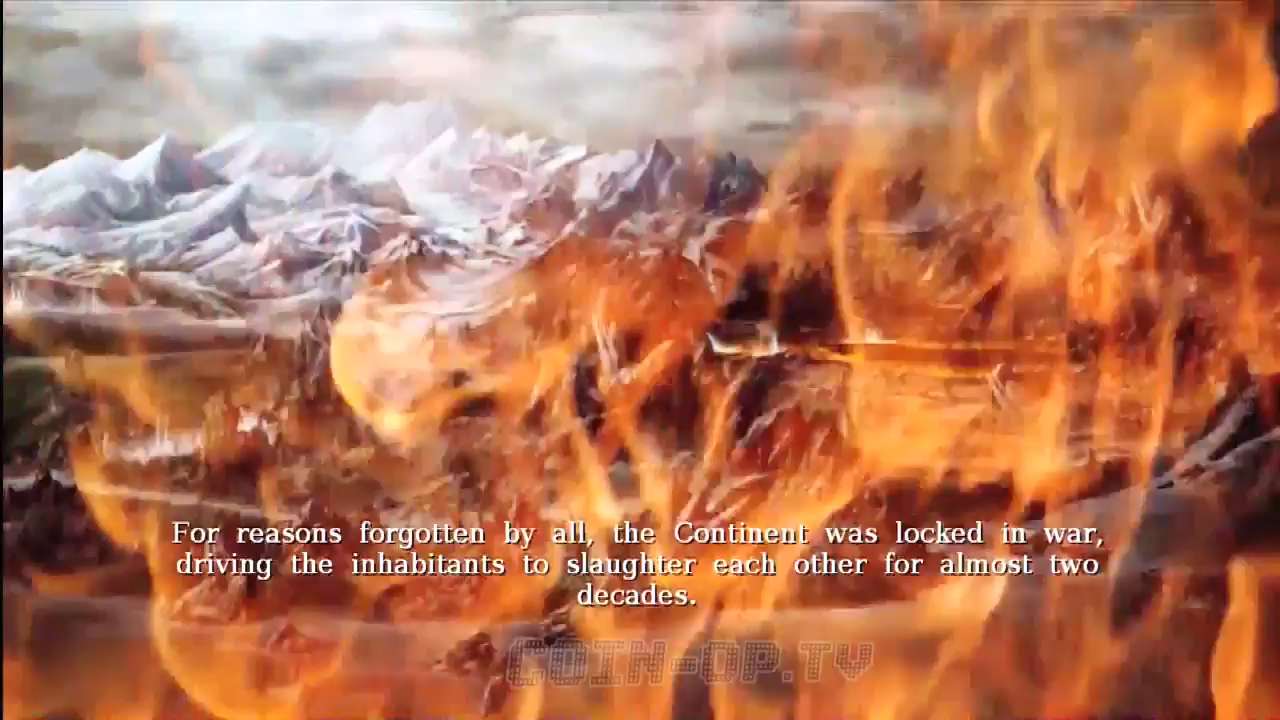 For reasons forgotten by all, the Continent was locked in war,
driving the inhabitants to slaughter each other for almost two
decades.
COIN-OP.TV